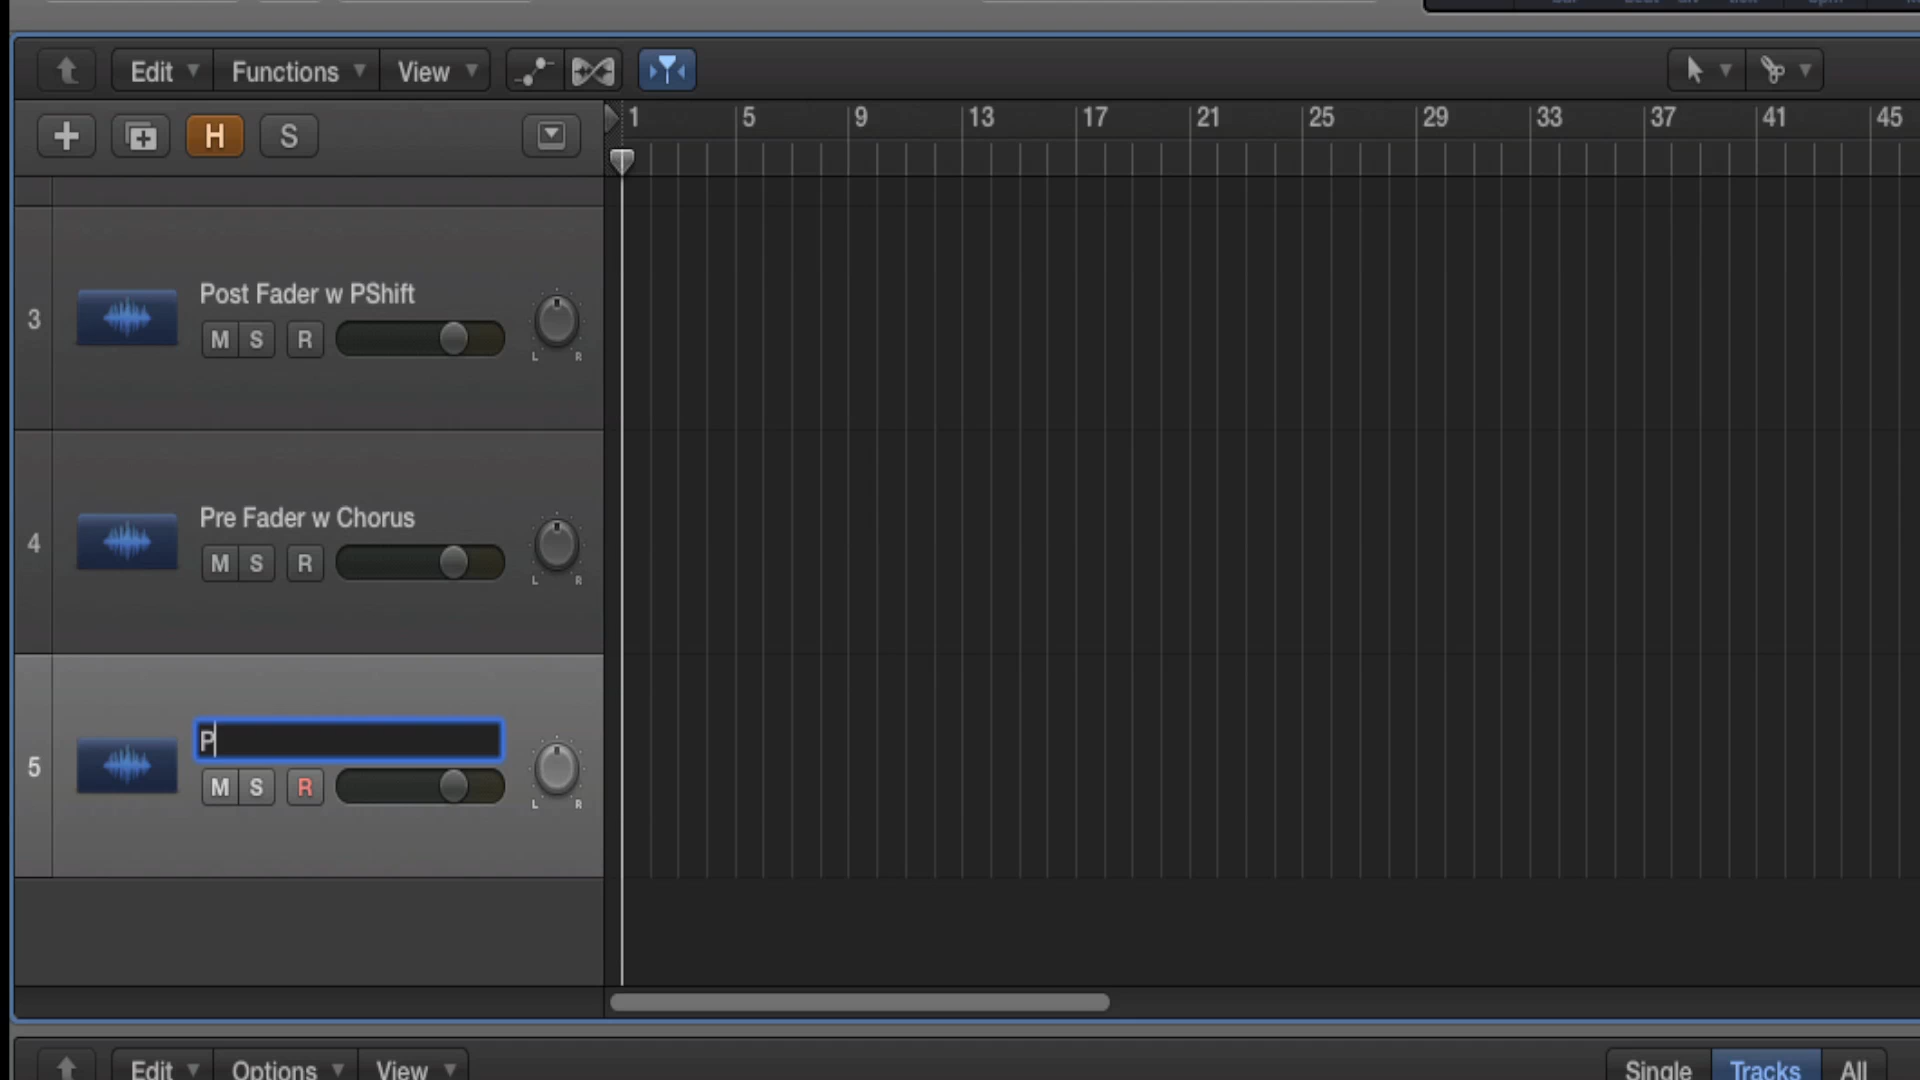 Edit Functions View
H S
1 5 9 13 17 21 25 29 33 37 41 45
3
Post Fader w PShift
M S R
L R
4
Pre Fader w Chorus
M S R
L R
5
P
M S R
L R
Edit Options View
Single Tracks All